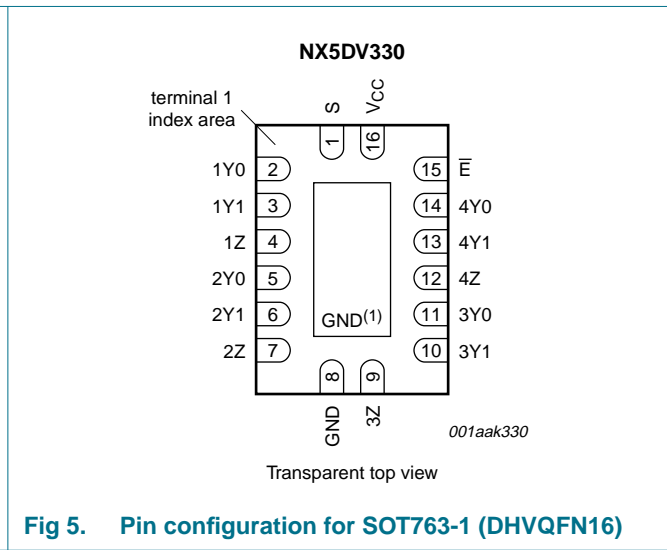 NX5DV330
terminal 1
index area
S
VCC
1
16
1Y0 2 15 E̅
1Y1 3 14 4Y0
1Z 4 13 4Y1
2Y0 5 12 4Z
2Y1 6 11 3Y0
GND(1)
2Z 7 10 3Y1
8
9
GND
3Z
001aak330
Transparent top view
Fig 5. Pin configuration for SOT763-1 (DHVQFN16)